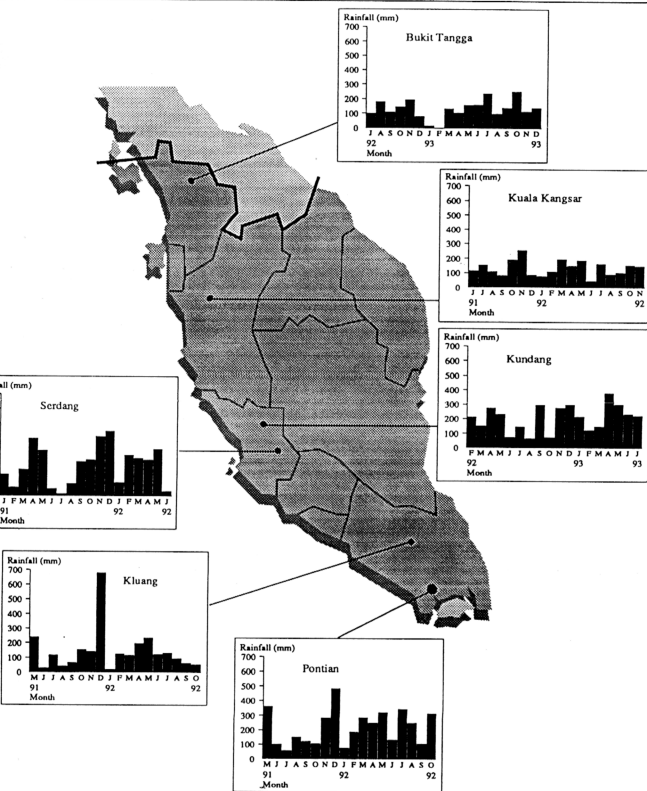 Rainfall (mm)
Bukit Tangga
700
600
500
400
300
200
100
0
J A S O N D J F M A M J J A S O N D
92 93 93
Month
Rainfall (mm)
Kuala Kangsar
700
600
500
400
300
200
100
0
J J A S O N D J F M A M J J A S O N
91 92 92
Month
Rainfall (mm)
Kundang
700
600
500
400
300
200
100
0
F M A M J J A S O N D J F M A M J J
92 93 93
Month
all (mm)
Serdang
J F M A M J J A S O N D J F M A M J
91 92 92
Month
Rainfall (mm)
Kluang
700
600
500
400
300
200
100
0
M J J A S O N D J F M A M J J A S O
91 92 92
Month
Rainfall (mm)
Pontian
700
600
500
400
300
200
100
0
M J J A S O N D J F M A M J J A S O
91 92 92
Month